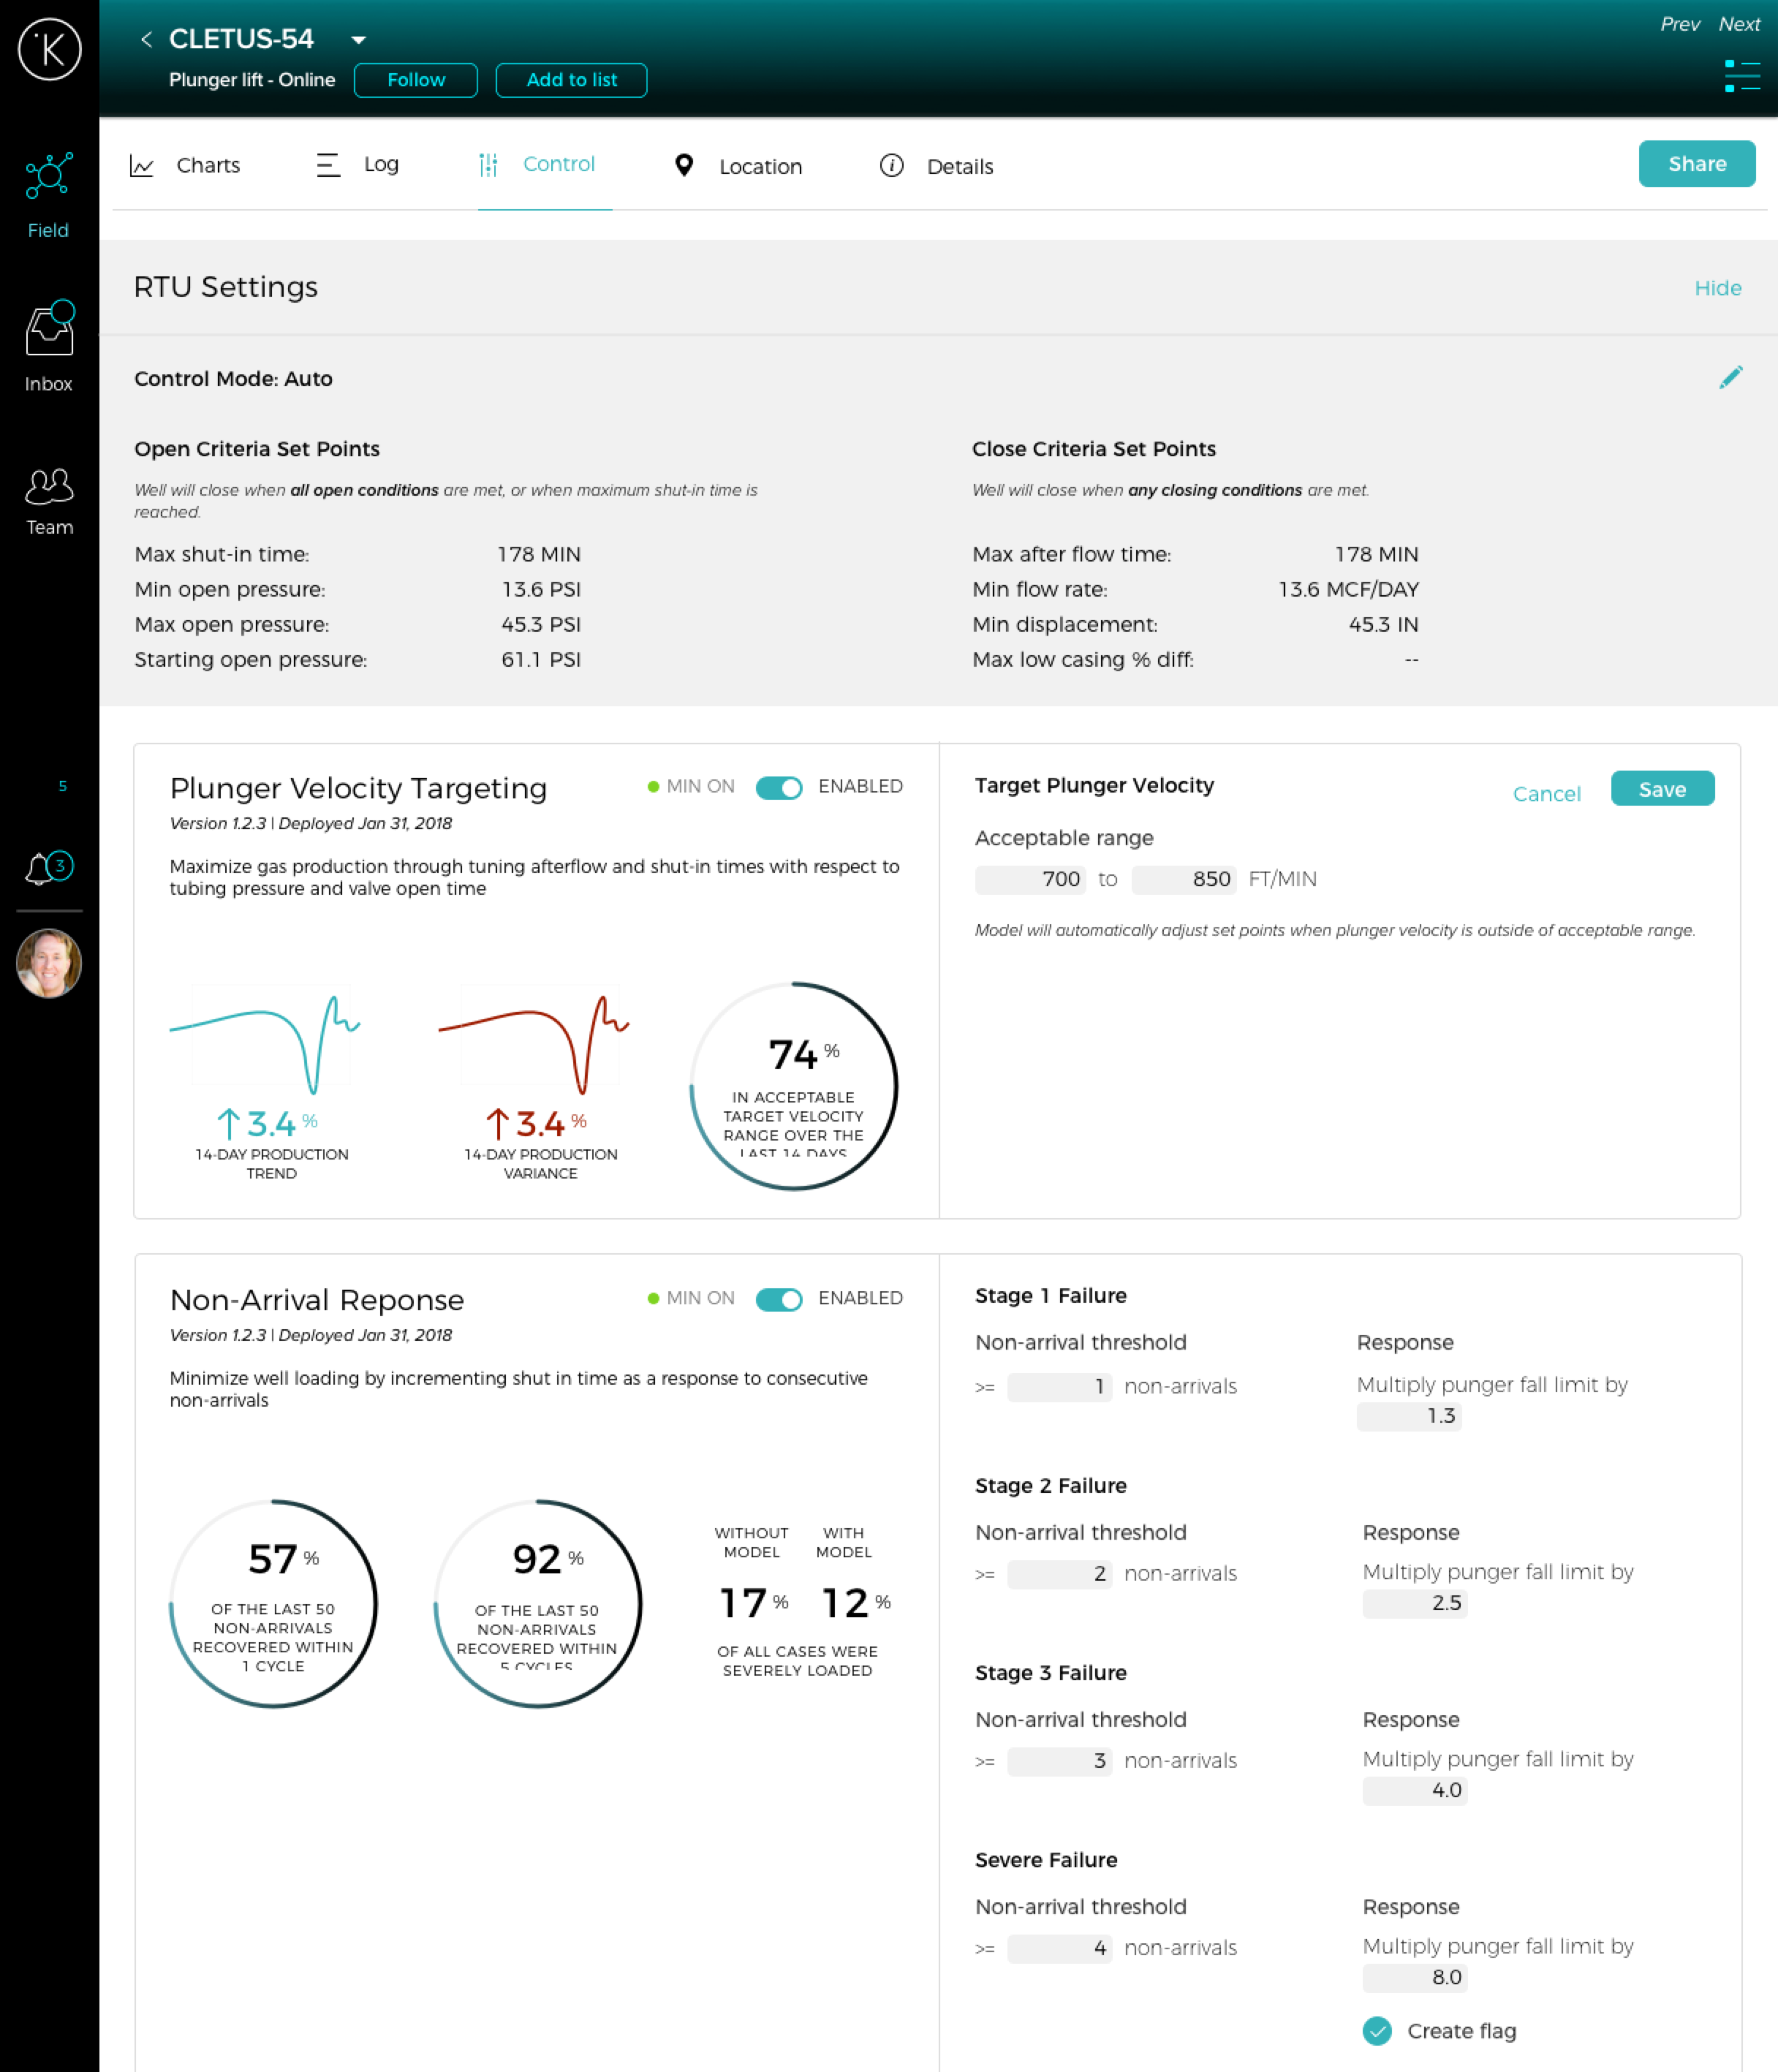 K
CLETUS-54
Prev Next
Plunger lift - Online
Follow
Add to list
Field
Inbox
Team
5
3
Charts
Log
Control
Location
Details
Share
RTU Settings
Hide
Control Mode: Auto
Open Criteria Set Points
Well will close when all open conditions are met, or when maximum shut-in time is
reached.
Max shut-in time: 178 MIN
Min open pressure: 13.6 PSI
Max open pressure: 45.3 PSI
Starting open pressure: 61.1 PSI
Close Criteria Set Points
Well will close when any closing conditions are met.
Max after flow time: 178 MIN
Min flow rate: 13.6 MCF/DAY
Min displacement: 45.3 IN
Max low casing % diff: --
Plunger Velocity Targeting
MIN ON
ENABLED
Version 1.2.3 | Deployed Jan 31, 2018
Maximize gas production through tuning afterflow and shut-in times with respect to
tubing pressure and valve open time
↑ 3.4 %
14-DAY PRODUCTION
TREND
↑ 3.4 %
14-DAY PRODUCTION
VARIANCE
74 %
IN ACCEPTABLE
TARGET VELOCITY
RANGE OVER THE
LAST 14 DAYS
Target Plunger Velocity
Cancel
Save
Acceptable range
700 to 850 FT/MIN
Model will automatically adjust set points when plunger velocity is outside of acceptable range.
Non-Arrival Reponse
MIN ON
ENABLED
Version 1.2.3 | Deployed Jan 31, 2018
Minimize well loading by incrementing shut in time as a response to consecutive
non-arrivals
57 %
OF THE LAST 50
NON-ARRIVALS
RECOVERED WITHIN
1 CYCLE
92 %
OF THE LAST 50
NON-ARRIVALS
RECOVERED WITHIN
5 CYCLES
WITHOUT
MODEL
17 %
WITH
MODEL
12 %
OF ALL CASES WERE
SEVERELY LOADED
Stage 1 Failure
Non-arrival threshold
>= 1 non-arrivals
Response
Multiply punger fall limit by
1.3
Stage 2 Failure
Non-arrival threshold
>= 2 non-arrivals
Response
Multiply punger fall limit by
2.5
Stage 3 Failure
Non-arrival threshold
>= 3 non-arrivals
Response
Multiply punger fall limit by
4.0
Severe Failure
Non-arrival threshold
>= 4 non-arrivals
Response
Multiply punger fall limit by
8.0
Create flag